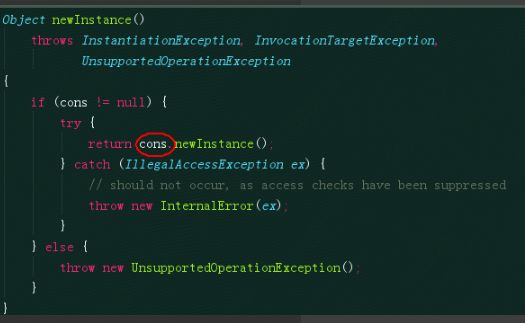 Object newInstance()
throws InstantiationException, InvocationTargetException,
UnsupportedOperationException
{
if (cons != null) {
try {
return cons.newInstance();
} catch (IllegalAccessException ex) {
// should not occur, as access checks have been suppressed
throw new InternalError(ex);
}
} else {
throw new UnsupportedOperationException();
}
}